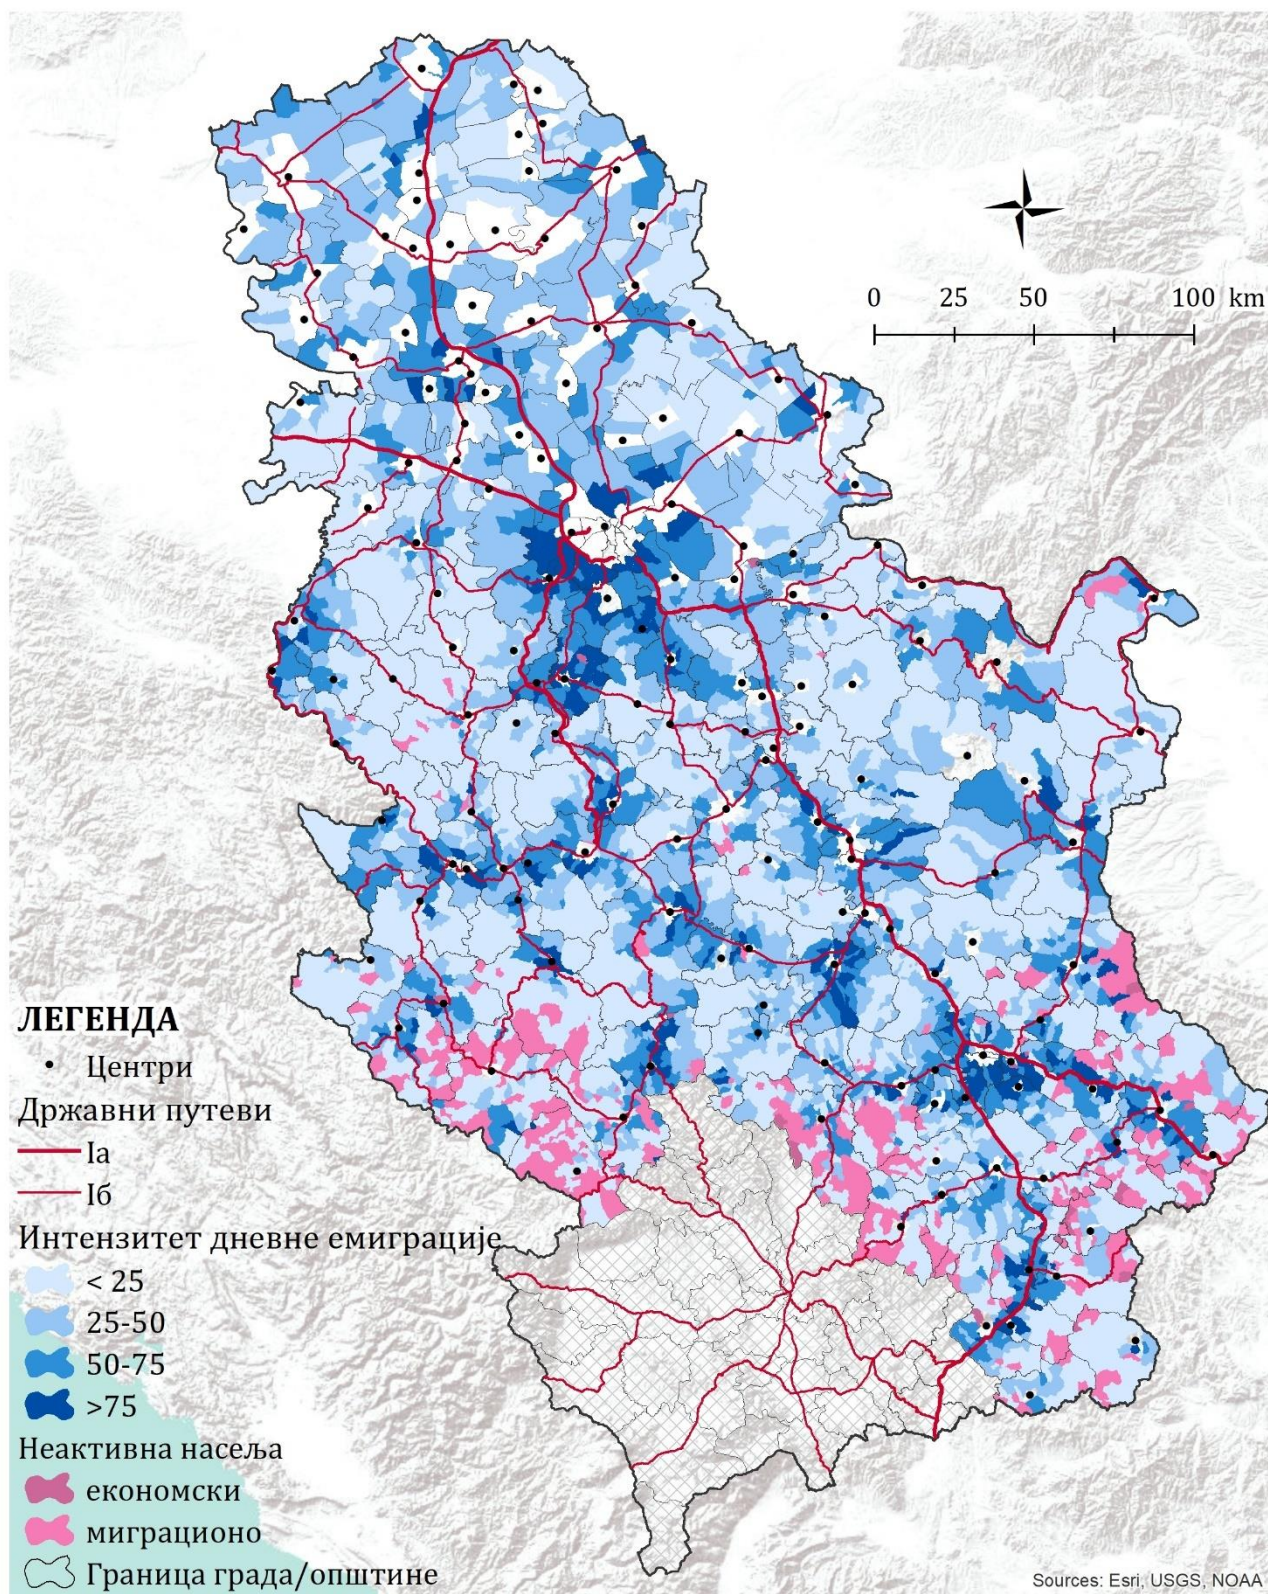 0 25 50 100 km
ЛЕГЕНДА
Центри
Државни путеви
Iа
Iб
Интензитет дневне емиграције
< 25
25-50
50-75
>75
Неактивна насеља
економски
миграционо
Граница града/општине
Sources: Esri, USGS, NOAA